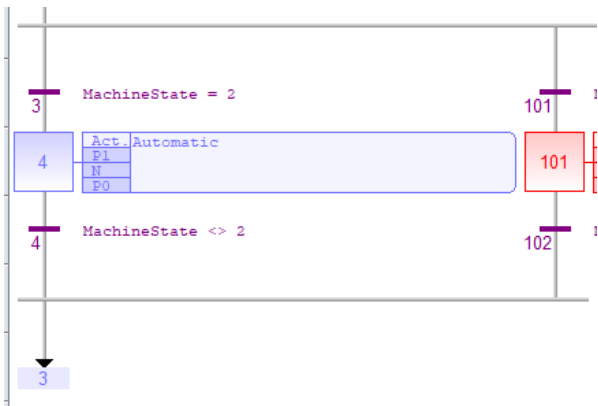 MachineState = 2
3
101
4
Act. Automatic
P1
N
P0
101
MachineState <> 2
4
102
3